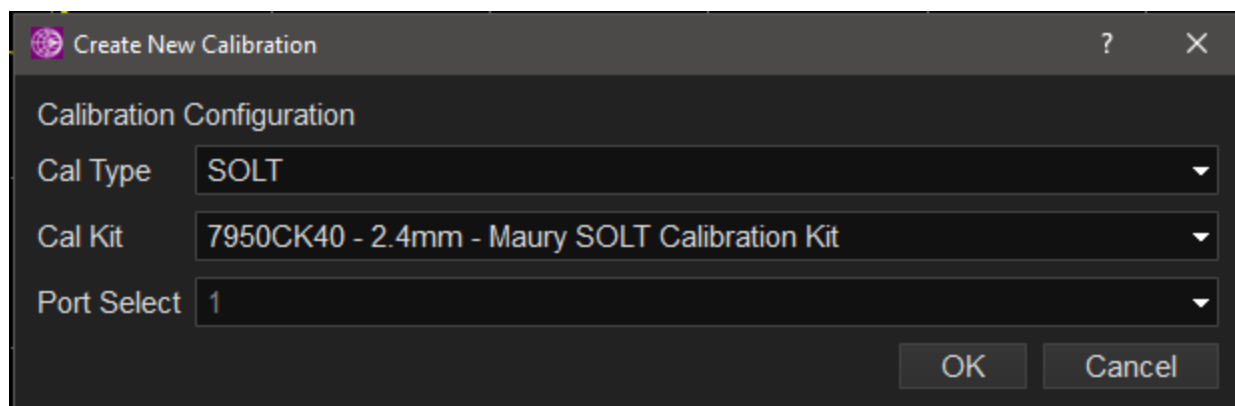 Create New Calibration ?
Calibration Configuration
Cal Type SOLT
Cal Kit 7950CK40 - 2.4mm - Maury SOLT Calibration Kit
Port Select 1
OK Cancel